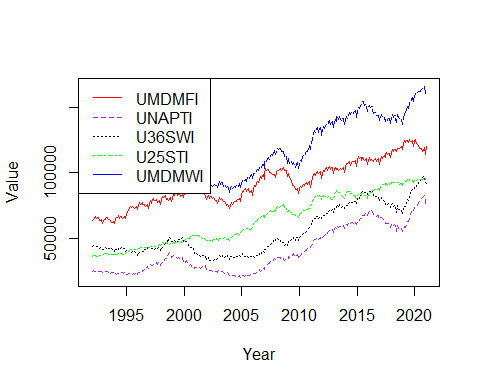 UMDMFI
UNAPTI
U36SWI
U25STI
UMDMWI
Value
50000
100000
1995
2000
2005
2010
2015
2020
Year